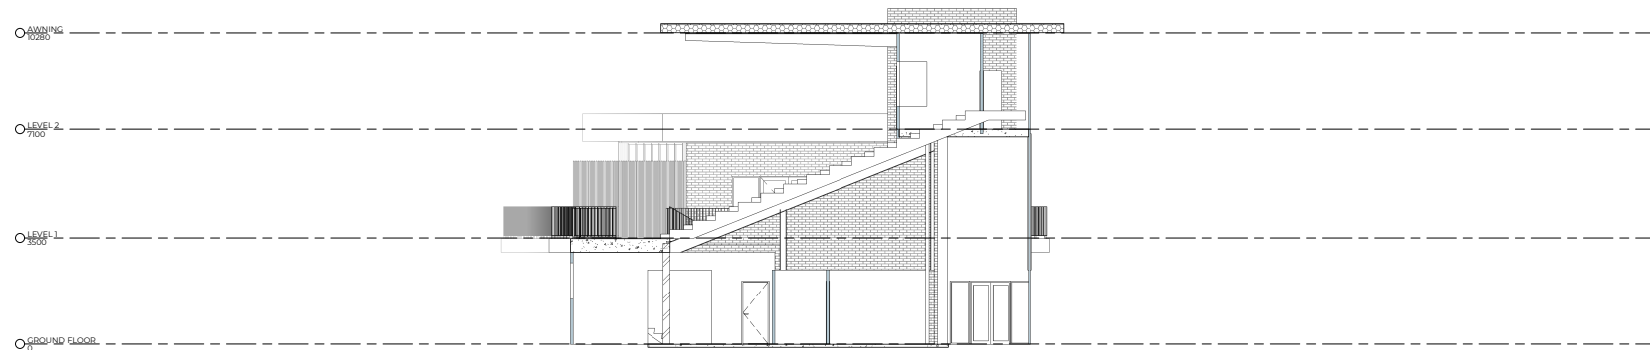 AWNING
10280
LEVEL 2
7100
LEVEL 1
3500
GROUND FLOOR
0